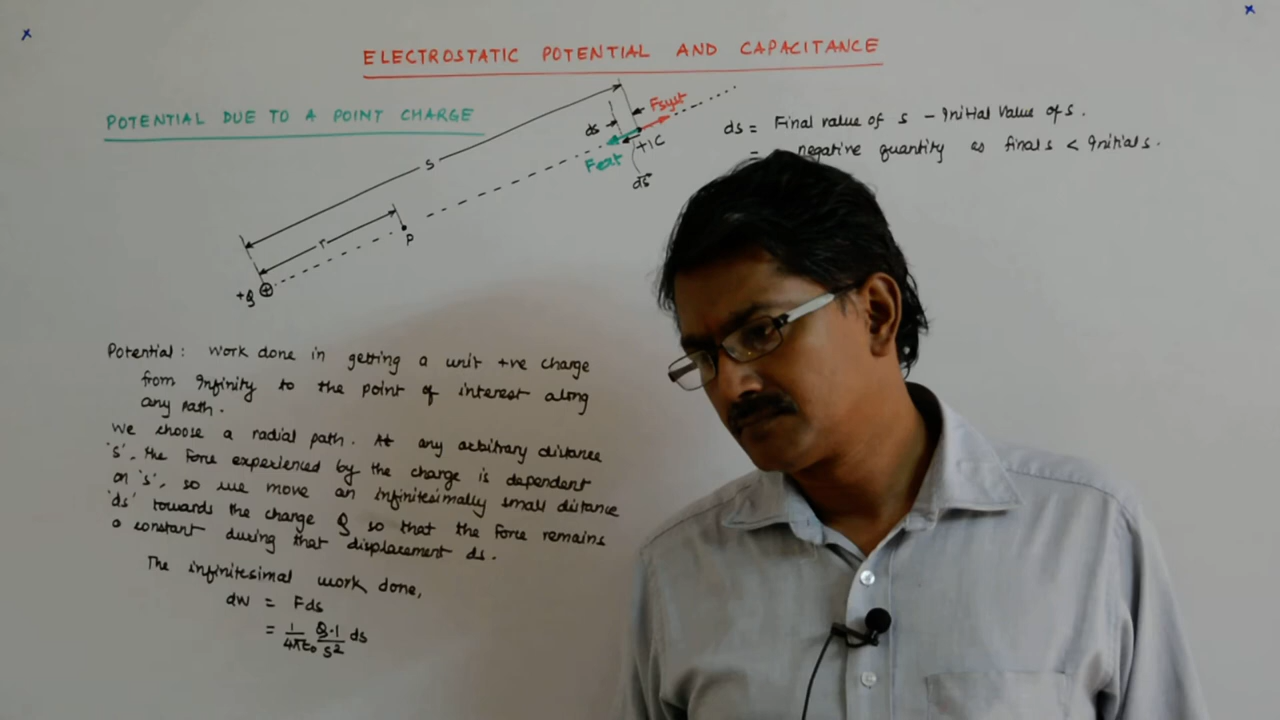 ELECTROSTATIC POTENTIAL AND CAPACITANCE
POTENTIAL DUE TO A POINT CHARGE
Fsyst
ds
+1C
Fext
ds
s
r
P
+Q
ds = Final value of s - Initial value of s.
= negative quantity as final s < Initial s.
Potential : Work done in getting a unit +ve charge
from Infinity to the point of interest along
any path.
We choose a radial path. At any arbitrary distance
's', the Force experienced by the charge is dependent
on 's', so we move an infinitesimally small distance
'ds' towards the charge Q so that the Force remains
a constant during that displacement ds.
The infinitesimal work done,
dW = Fds
= 1/4πε₀ Q·1/s² ds